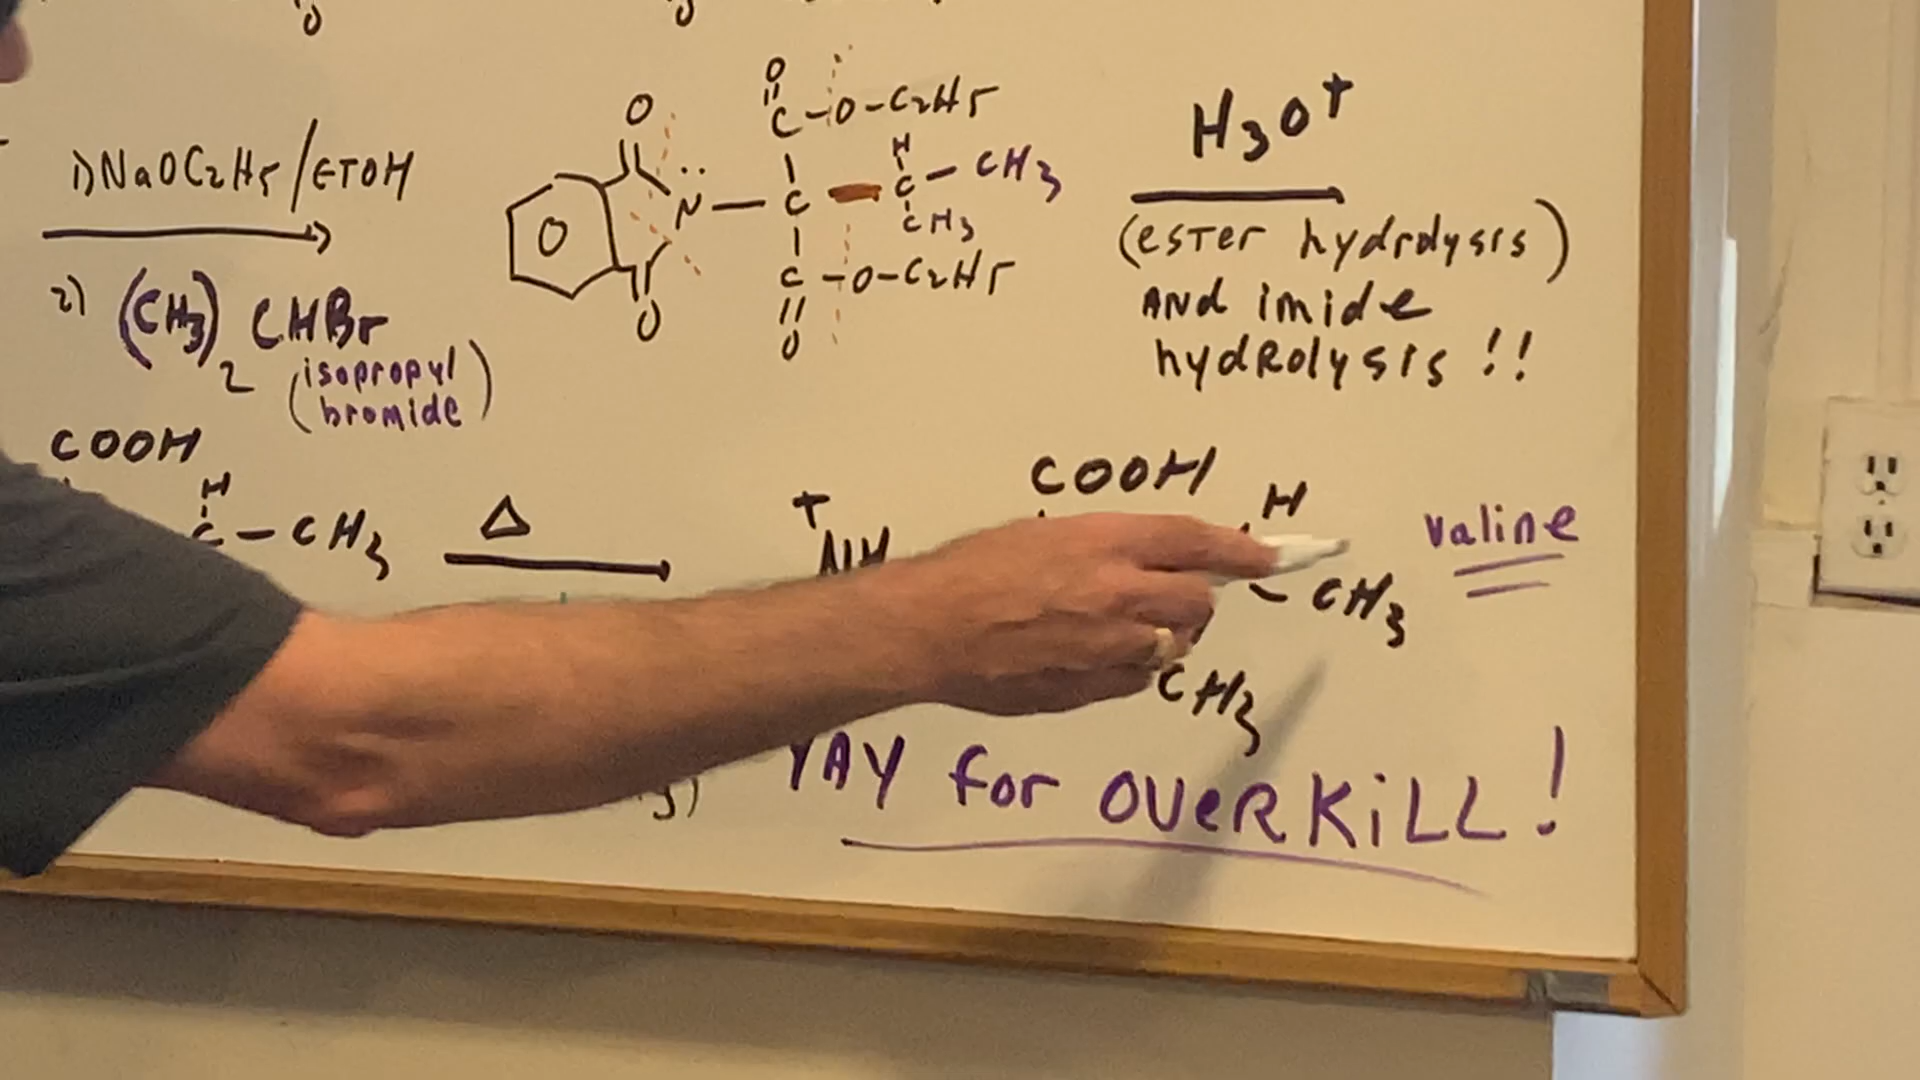 O O
1) NaOC2H5/ETOH
2) (CH3)2 CHBr
(isopropyl bromide)
O
O
C-O-C2H5
H
N — C — C — CH3
CH3
O
C-O-C2H5
O
O
O
H3O+
(ester hydrolysis)
AND imide
hydRolysis !!
COOH
H
C — CH3
Δ
+
NH
COOH
H
— CH3
CH3
valine
YAY for OVeRKiLL!